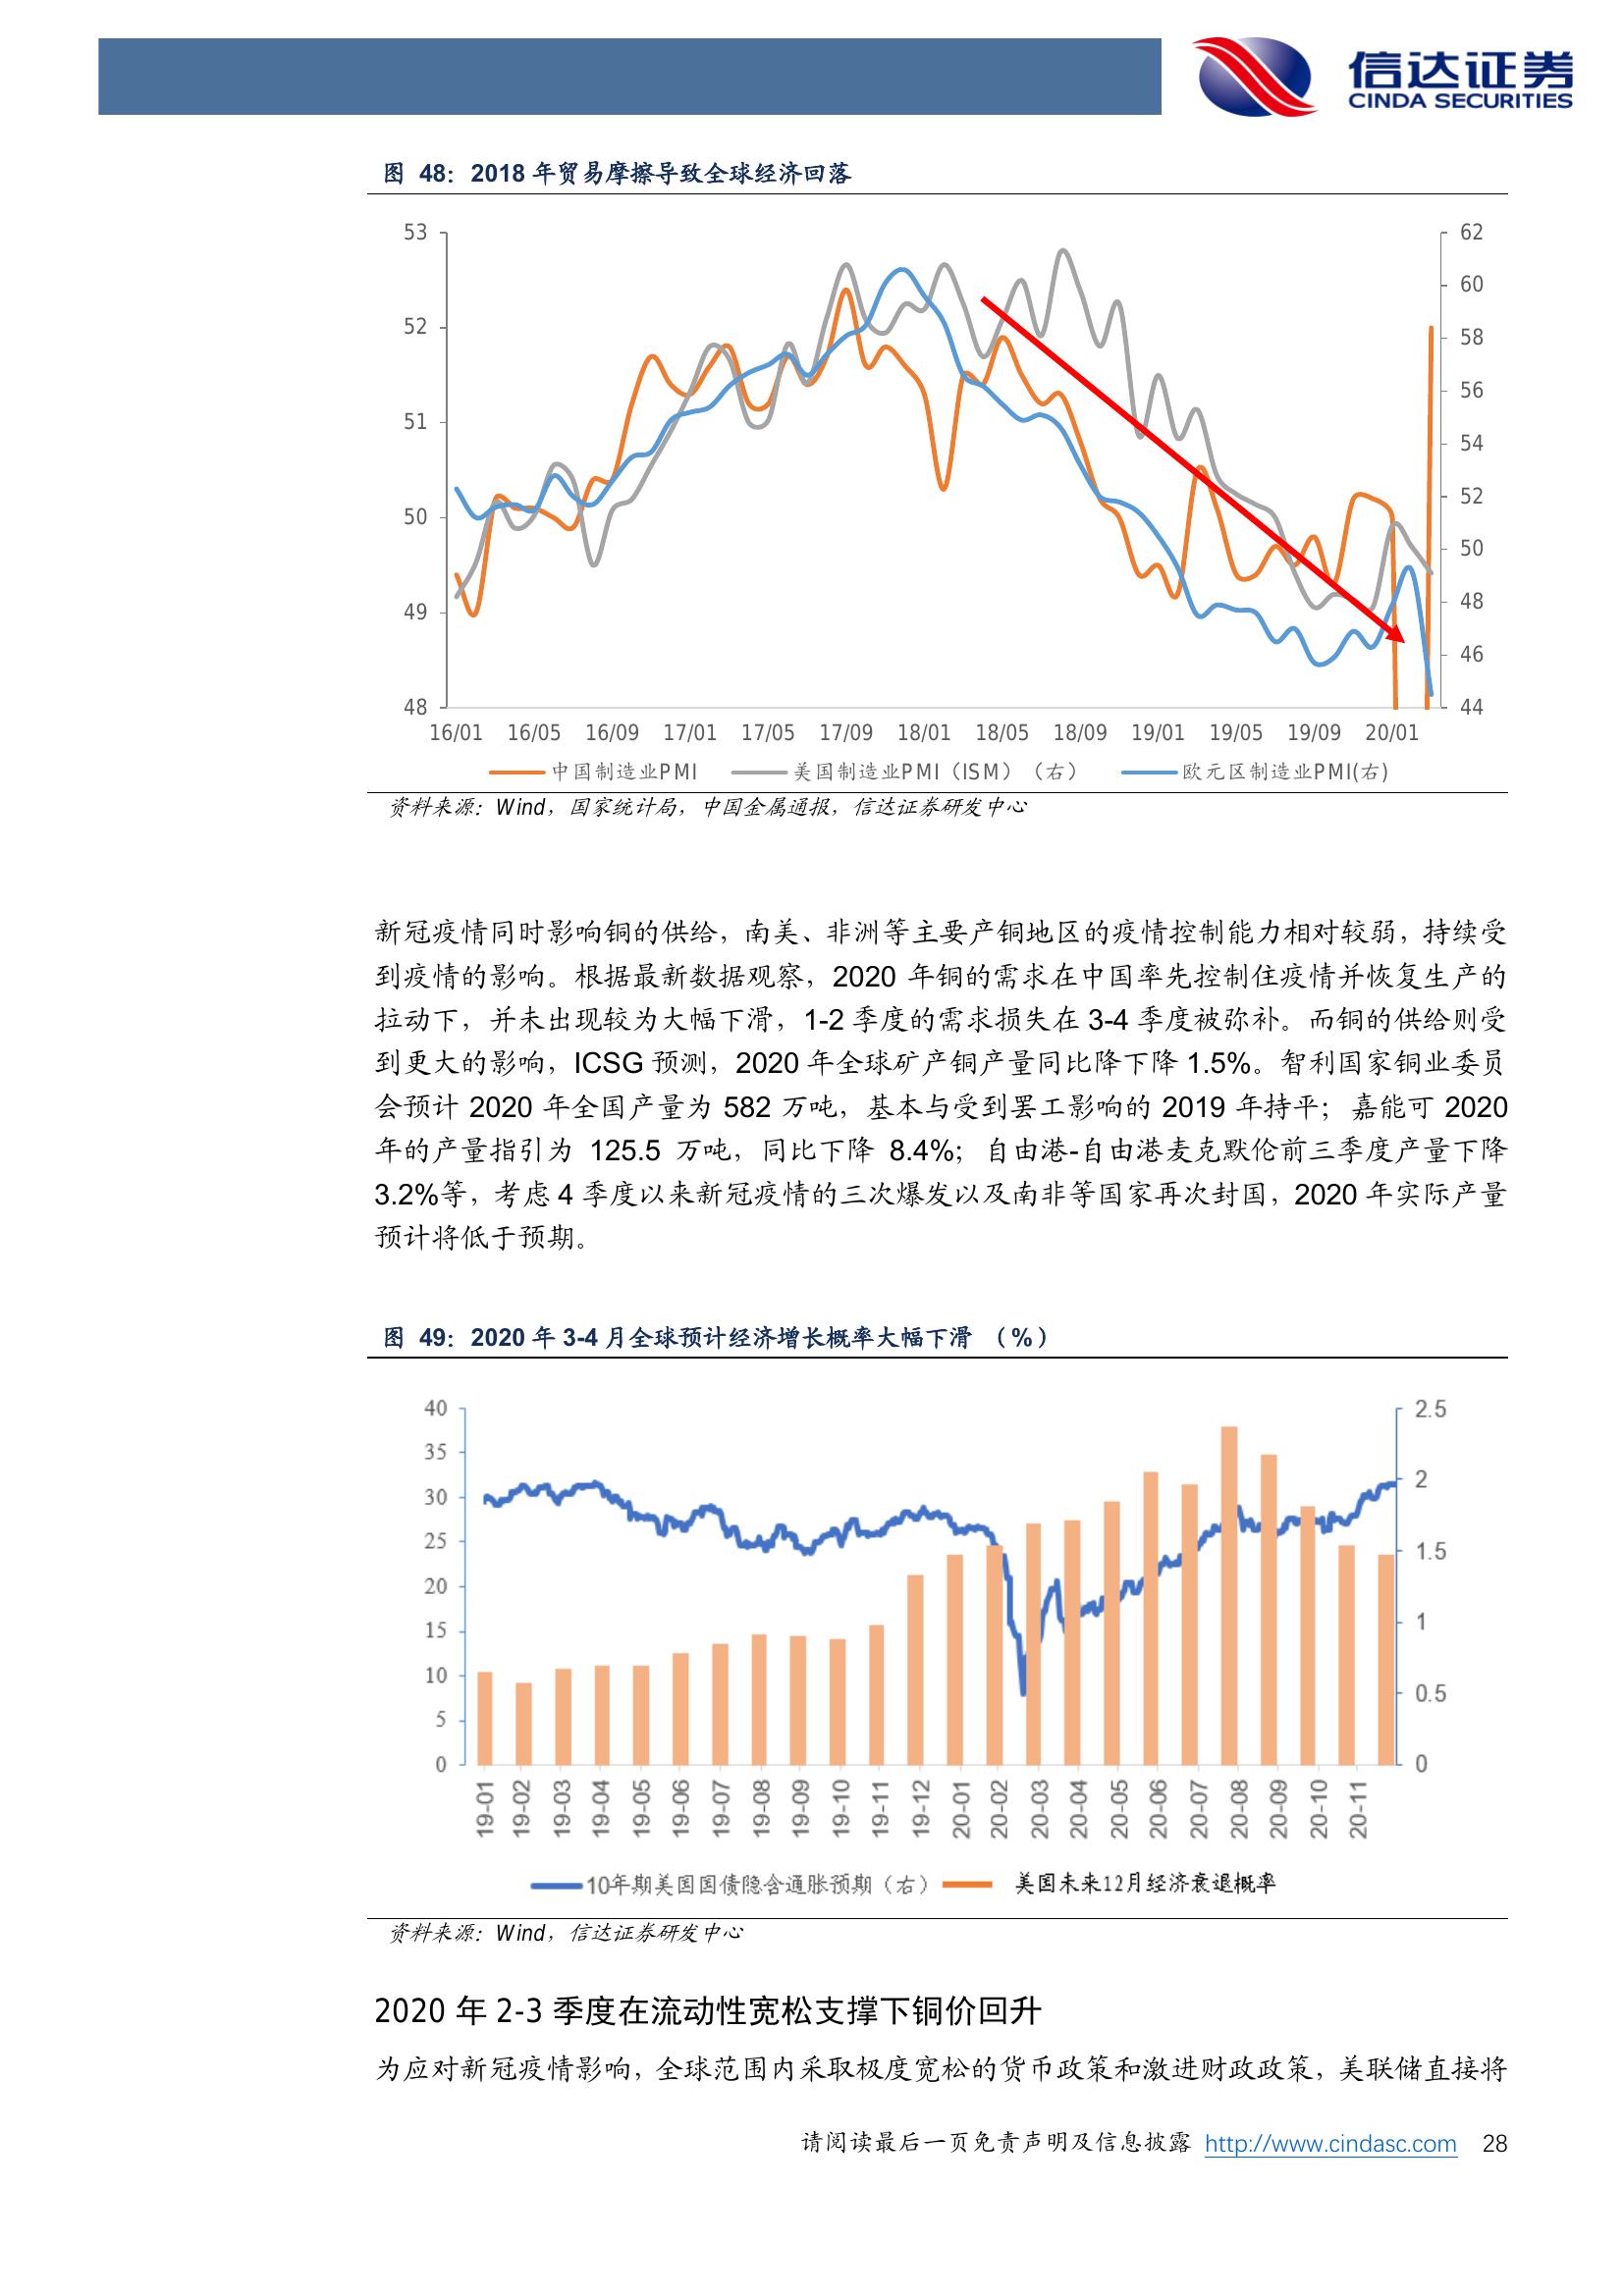 信达证券
CINDA SECURITIES
图 48：2018 年贸易摩擦导致全球经济回落
53
52
51
50
49
48
62
60
58
56
54
52
50
48
46
44
16/01 16/05 16/09 17/01 17/05 17/09 18/01 18/05 18/09 19/01 19/05 19/09 20/01
中国制造业PMI 美国制造业PMI（ISM）（右） 欧元区制造业PMI(右)
资料来源：Wind，国家统计局，中国金属通报，信达证券研发中心
新冠疫情同时影响铜的供给，南美、非洲等主要产铜地区的疫情控制能力相对较弱，持续受
到疫情的影响。根据最新数据观察，2020 年铜的需求在中国率先控制住疫情并恢复生产的
拉动下，并未出现较为大幅下滑，1-2 季度的需求损失在 3-4 季度被弥补。而铜的供给则受
到更大的影响，ICSG 预测，2020 年全球矿产铜产量同比降下降 1.5%。智利国家铜业委员
会预计 2020 年全国产量为 582 万吨，基本与受到罢工影响的 2019 年持平；嘉能可 2020
年的产量指引为 125.5 万吨，同比下降 8.4%；自由港-自由港麦克默伦前三季度产量下降
3.2%等，考虑 4 季度以来新冠疫情的三次爆发以及南非等国家再次封国，2020 年实际产量
预计将低于预期。
图 49：2020 年 3-4 月全球预计经济增长概率大幅下滑 （%）
40
35
30
25
20
15
10
5
0
2.5
2
1.5
1
0.5
0
19-01 19-02 19-03 19-04 19-05 19-06 19-07 19-08 19-09 19-10 19-11 19-12 20-01 20-02 20-03 20-04 20-05 20-06 20-07 20-08 20-09 20-10 20-11
10年期美国国债隐含通胀预期（右） 美国未来12月经济衰退概率
资料来源：Wind，信达证券研发中心
2020 年 2-3 季度在流动性宽松支撑下铜价回升
为应对新冠疫情影响，全球范围内采取极度宽松的货币政策和激进财政政策，美联储直接将
请阅读最后一页免责声明及信息披露 http://www.cindasc.com 28